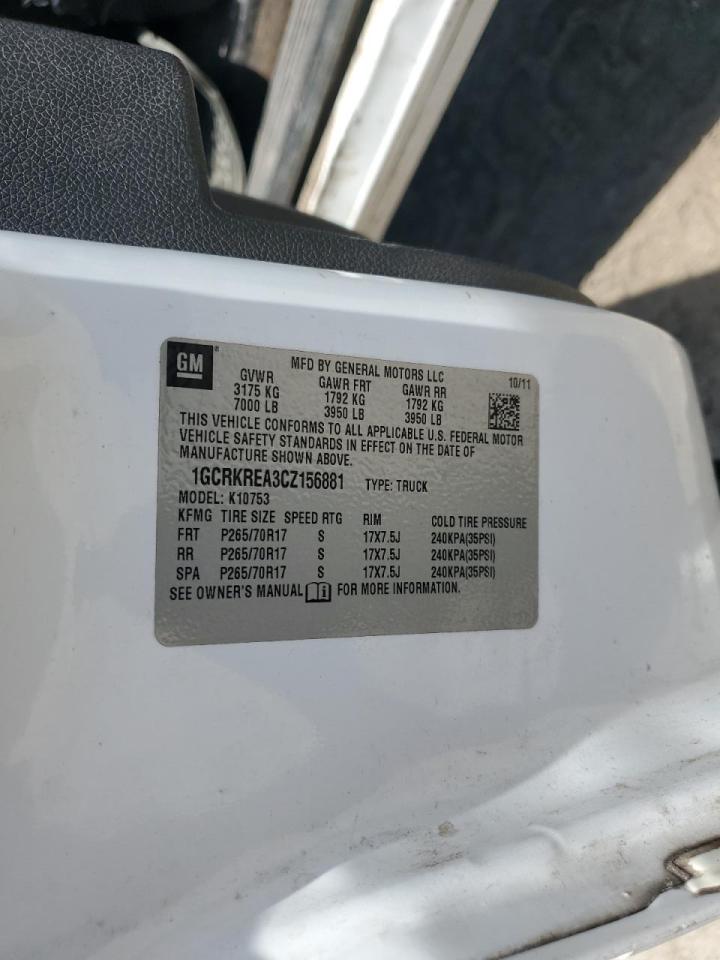 GM ® MFD BY GENERAL MOTORS LLC 10/11
GVWR GAWR FRT GAWR RR
3175 KG 1792 KG 1792 KG
7000 LB 3950 LB 3950 LB
THIS VEHICLE CONFORMS TO ALL APPLICABLE U.S. FEDERAL MOTOR
VEHICLE SAFETY STANDARDS IN EFFECT ON THE DATE OF
MANUFACTURE SHOWN ABOVE.
1GCRKREA3CZ156881 TYPE: TRUCK
MODEL: K10753
KFMG TIRE SIZE SPEED RTG RIM COLD TIRE PRESSURE
FRT P265/70R17 S 17X7.5J 240KPA(35PSI)
RR P265/70R17 S 17X7.5J 240KPA(35PSI)
SPA P265/70R17 S 17X7.5J 240KPA(35PSI)
SEE OWNER'S MANUAL FOR MORE INFORMATION.